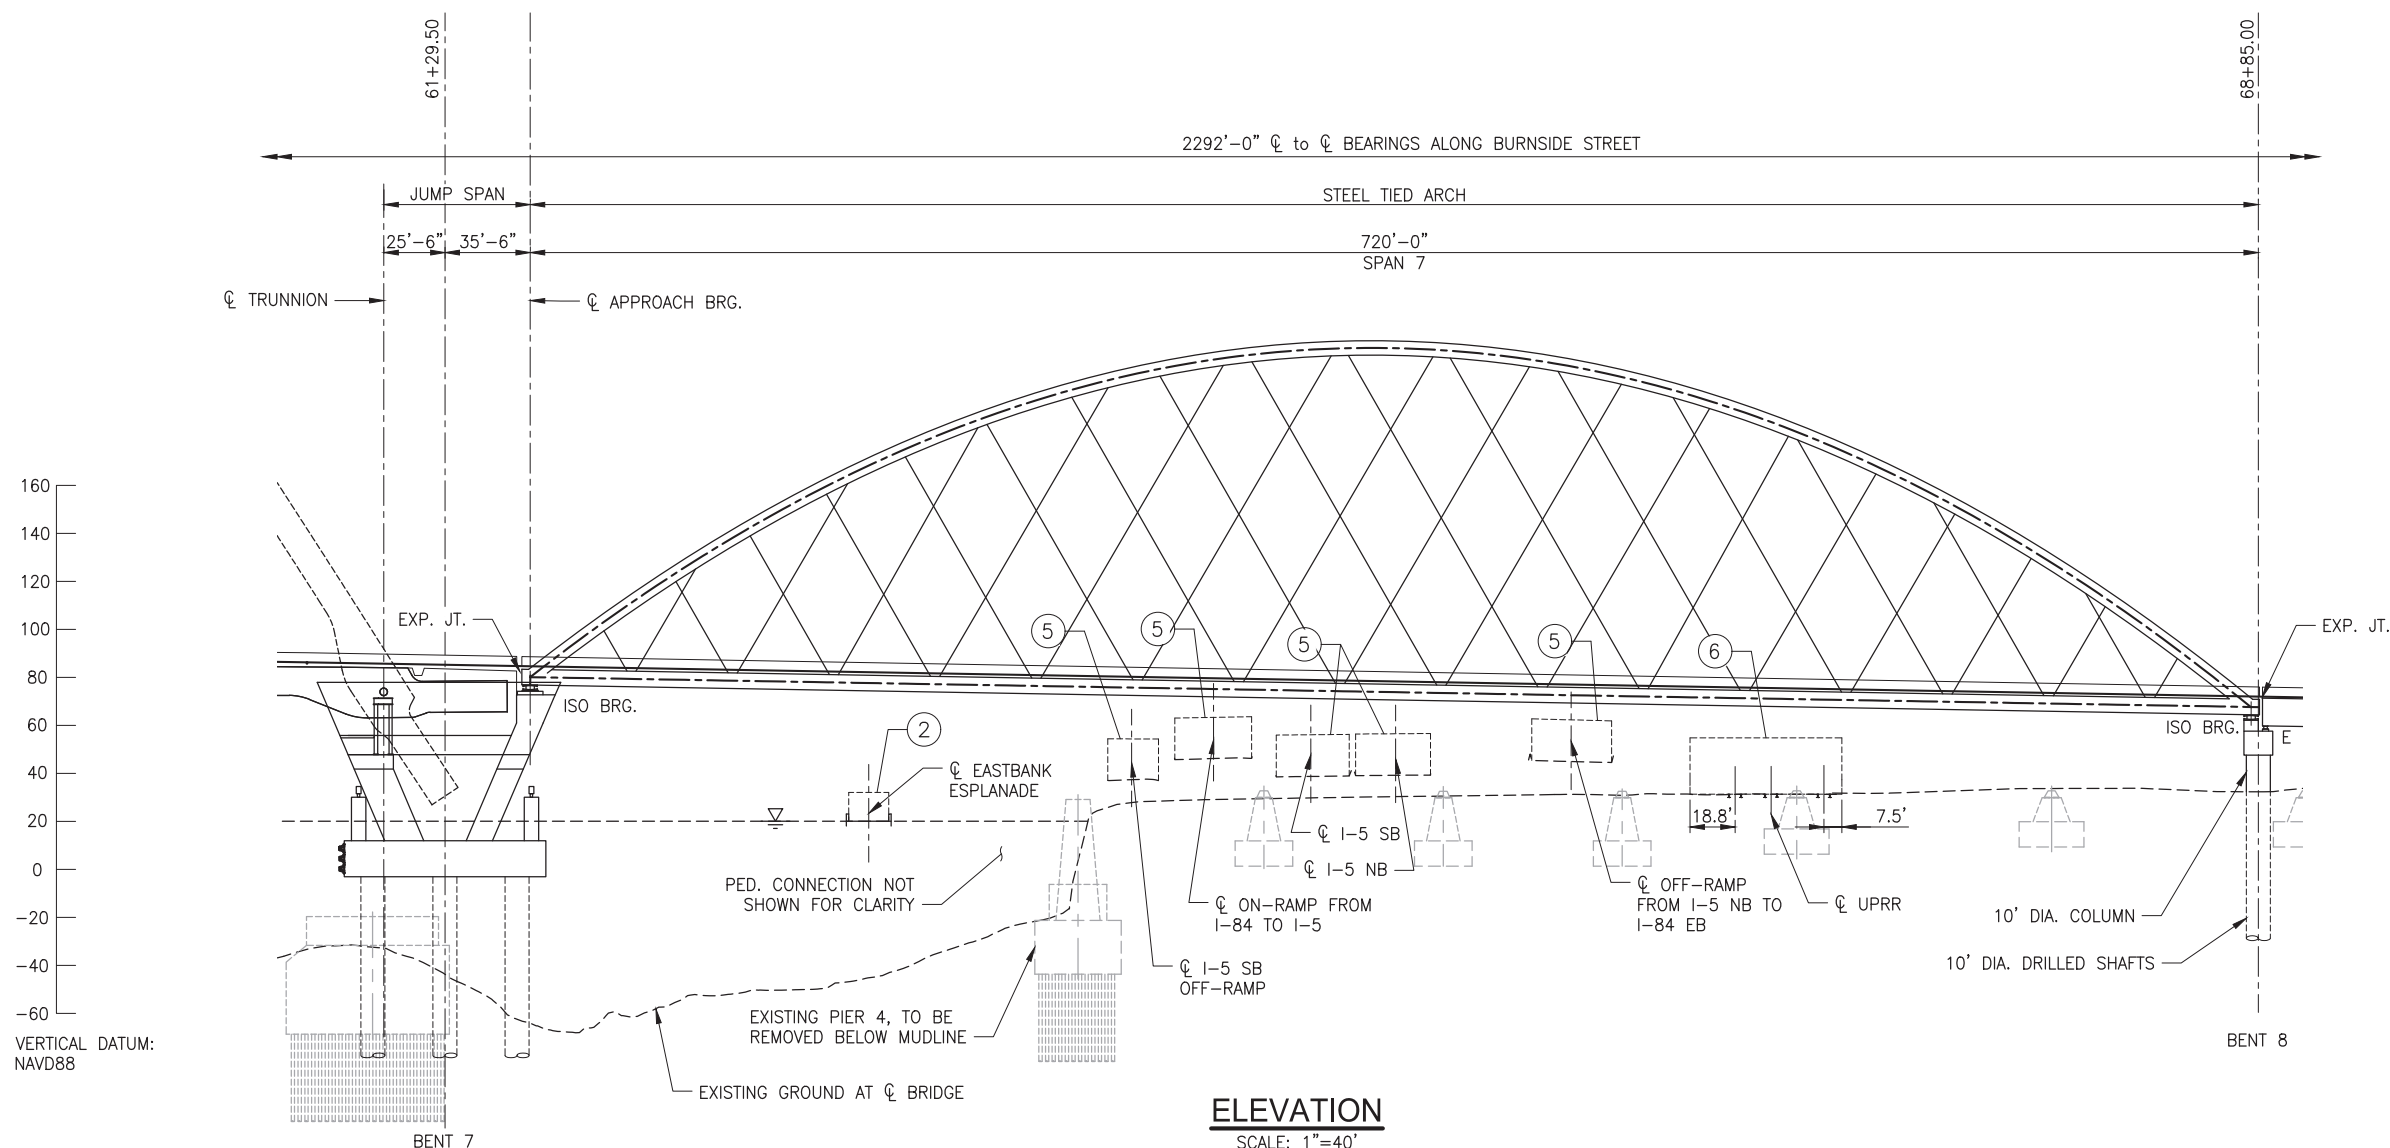 61+29.50
68+85.00
2292'-0" ℄ to ℄ BEARINGS ALONG BURNSIDE STREET
JUMP SPAN
STEEL TIED ARCH
25'-6"
35'-6"
720'-0"
SPAN 7
℄ TRUNNION
℄ APPROACH BRG.
160
140
120
100
80
60
40
20
0
-20
-40
-60
VERTICAL DATUM:
NAVD88
EXP. JT.
5
5
5
5
6
EXP. JT.
ISO BRG.
ISO BRG.
E
2
℄ EASTBANK
ESPLANADE
18.8'
7.5'
℄ I-5 SB
℄ I-5 NB
PED. CONNECTION NOT
SHOWN FOR CLARITY
℄ ON-RAMP FROM
I-84 TO I-5
℄ OFF-RAMP
FROM I-5 NB TO
I-84 EB
℄ UPRR
10' DIA. COLUMN
10' DIA. DRILLED SHAFTS
℄ I-5 SB
OFF-RAMP
EXISTING PIER 4, TO BE
REMOVED BELOW MUDLINE
EXISTING GROUND AT ℄ BRIDGE
BENT 8
BENT 7
ELEVATION
SCALE: 1"=40'